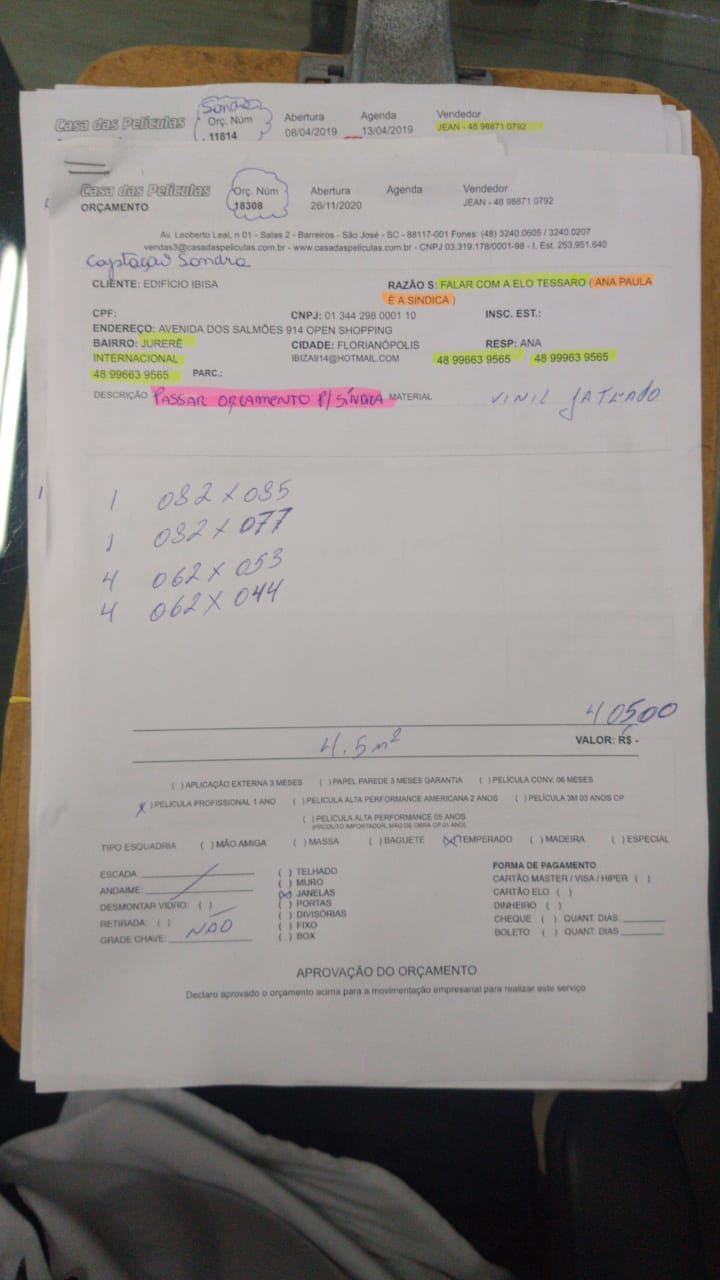 Sondra
Casa das Películas Orç. Núm Abertura Agenda Vendedor
11814 08/04/2019 13/04/2019 JEAN - 48 98871 0792
Casa das Películas Orç. Núm Abertura Agenda Vendedor
ORÇAMENTO 18308 26/11/2020 JEAN - 48 98871 0792
Av. Leoberto Leal, n 01 - Salas 2 - Barreiros - São José - SC - 88117-001 Fones: (48) 3240.0605 / 3240.0207
vendas3@casadaspeliculas.com.br - www.casadaspeliculas.com.br - CNPJ 03.319.178/0001-98 - I. Est. 253.951.640
Captação Sondra
CLIENTE: EDIFÍCIO IBISA RAZÃO S: FALAR COM A ELO TESSARO ( ANA PAULA
É A SINDICA )
CPF: CNPJ: 01 344 298 0001 10 INSC. EST.:
ENDEREÇO: AVENIDA DOS SALMÕES 914 OPEN SHOPPING
BAIRRO: JURERÊ CIDADE: FLORIANÓPOLIS RESP: ANA
INTERNACIONAL IBIZA914@HOTMAIL.COM 48 99663 9565 48 99963 9565
48 99663 9565 PARC.:
DESCRIÇÃO PASSAR ORÇAMENTO P/ SÍNDICA MATERIAL VINIL JATEADO
1 082 X 085
1 082 X 077
4 062 X 053
4 062 X 044
40500
4.5m² VALOR: R$ -
( ) APLICAÇÃO EXTERNA 3 MESES ( ) PAPEL PAREDE 3 MESES GARANTIA ( ) PELÍCULA CONV. 06 MESES
X ) PELÍCULA PROFISSIONAL 1 ANO ( ) PELÍCULA ALTA PERFORMANCE AMERICANA 2 ANOS ( ) PELÍCULA 3M 03 ANOS CP
( ) PELÍCULA ALTA PERFORMANCE 05 ANOS
(PRODUTO IMPORTADOR, MÃO DE OBRA CP 01 ANO)
TIPO ESQUADRIA ( ) MÃO AMIGA ( ) MASSA ( ) BAGUETE (X) TEMPERADO ( ) MADEIRA ( ) ESPECIAL
ESCADA: ( ) TELHADO FORMA DE PAGAMENTO
ANDAIME: ( ) MURO CARTÃO MASTER / VISA / HIPER ( )
DESMONTAR VIDRO: ( ) (X) JANELAS CARTÃO ELO ( )
RETIRADA: ( ) NÃO ( ) PORTAS DINHEIRO ( )
GRADE CHAVE: ( ) DIVISÓRIAS CHEQUE ( ) QUANT. DIAS
( ) FIXO BOLETO ( ) QUANT. DIAS
( ) BOX
APROVAÇÃO DO ORÇAMENTO
Declaro aprovado o orçamento acima para a movimentação empresarial para realizar este serviço